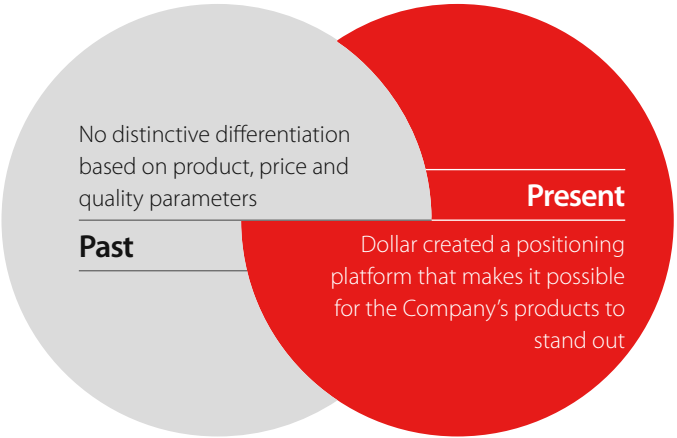 No distinctive differentiation
based on product, price and
quality parameters
Past
Present
Dollar created a positioning
platform that makes it possible
for the Company’s products to
stand out